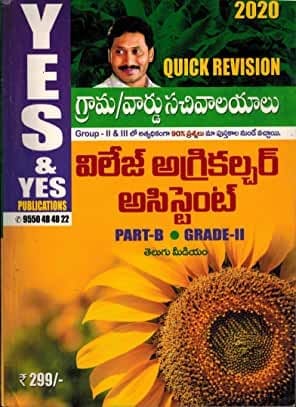 2020
YES
&
YES
PUBLICATIONS
✆ 9550 48 48 22
QUICK REVISION
గ్రామ/వార్డు సచివాలయాలు
Group - II & III లో అత్యధికంగా 90% ప్రశ్నలు మా పుస్తకాల నుండే వచ్చాయి.
విలేజ్ అగ్రికల్చర్
అసిస్టెంట్
PART-B ● GRADE-II
తెలుగు మీడియం
₹ 299/-